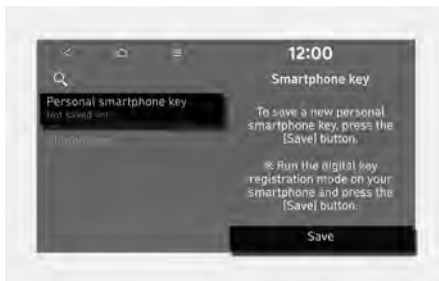 12:00
Smartphone key
Personal smartphone key
Not saved yet
To save a new personal
smartphone key, press the
[Save] button.
※ Run the digital key
registration mode on your
smartphone and press the
[Save] button.
Save